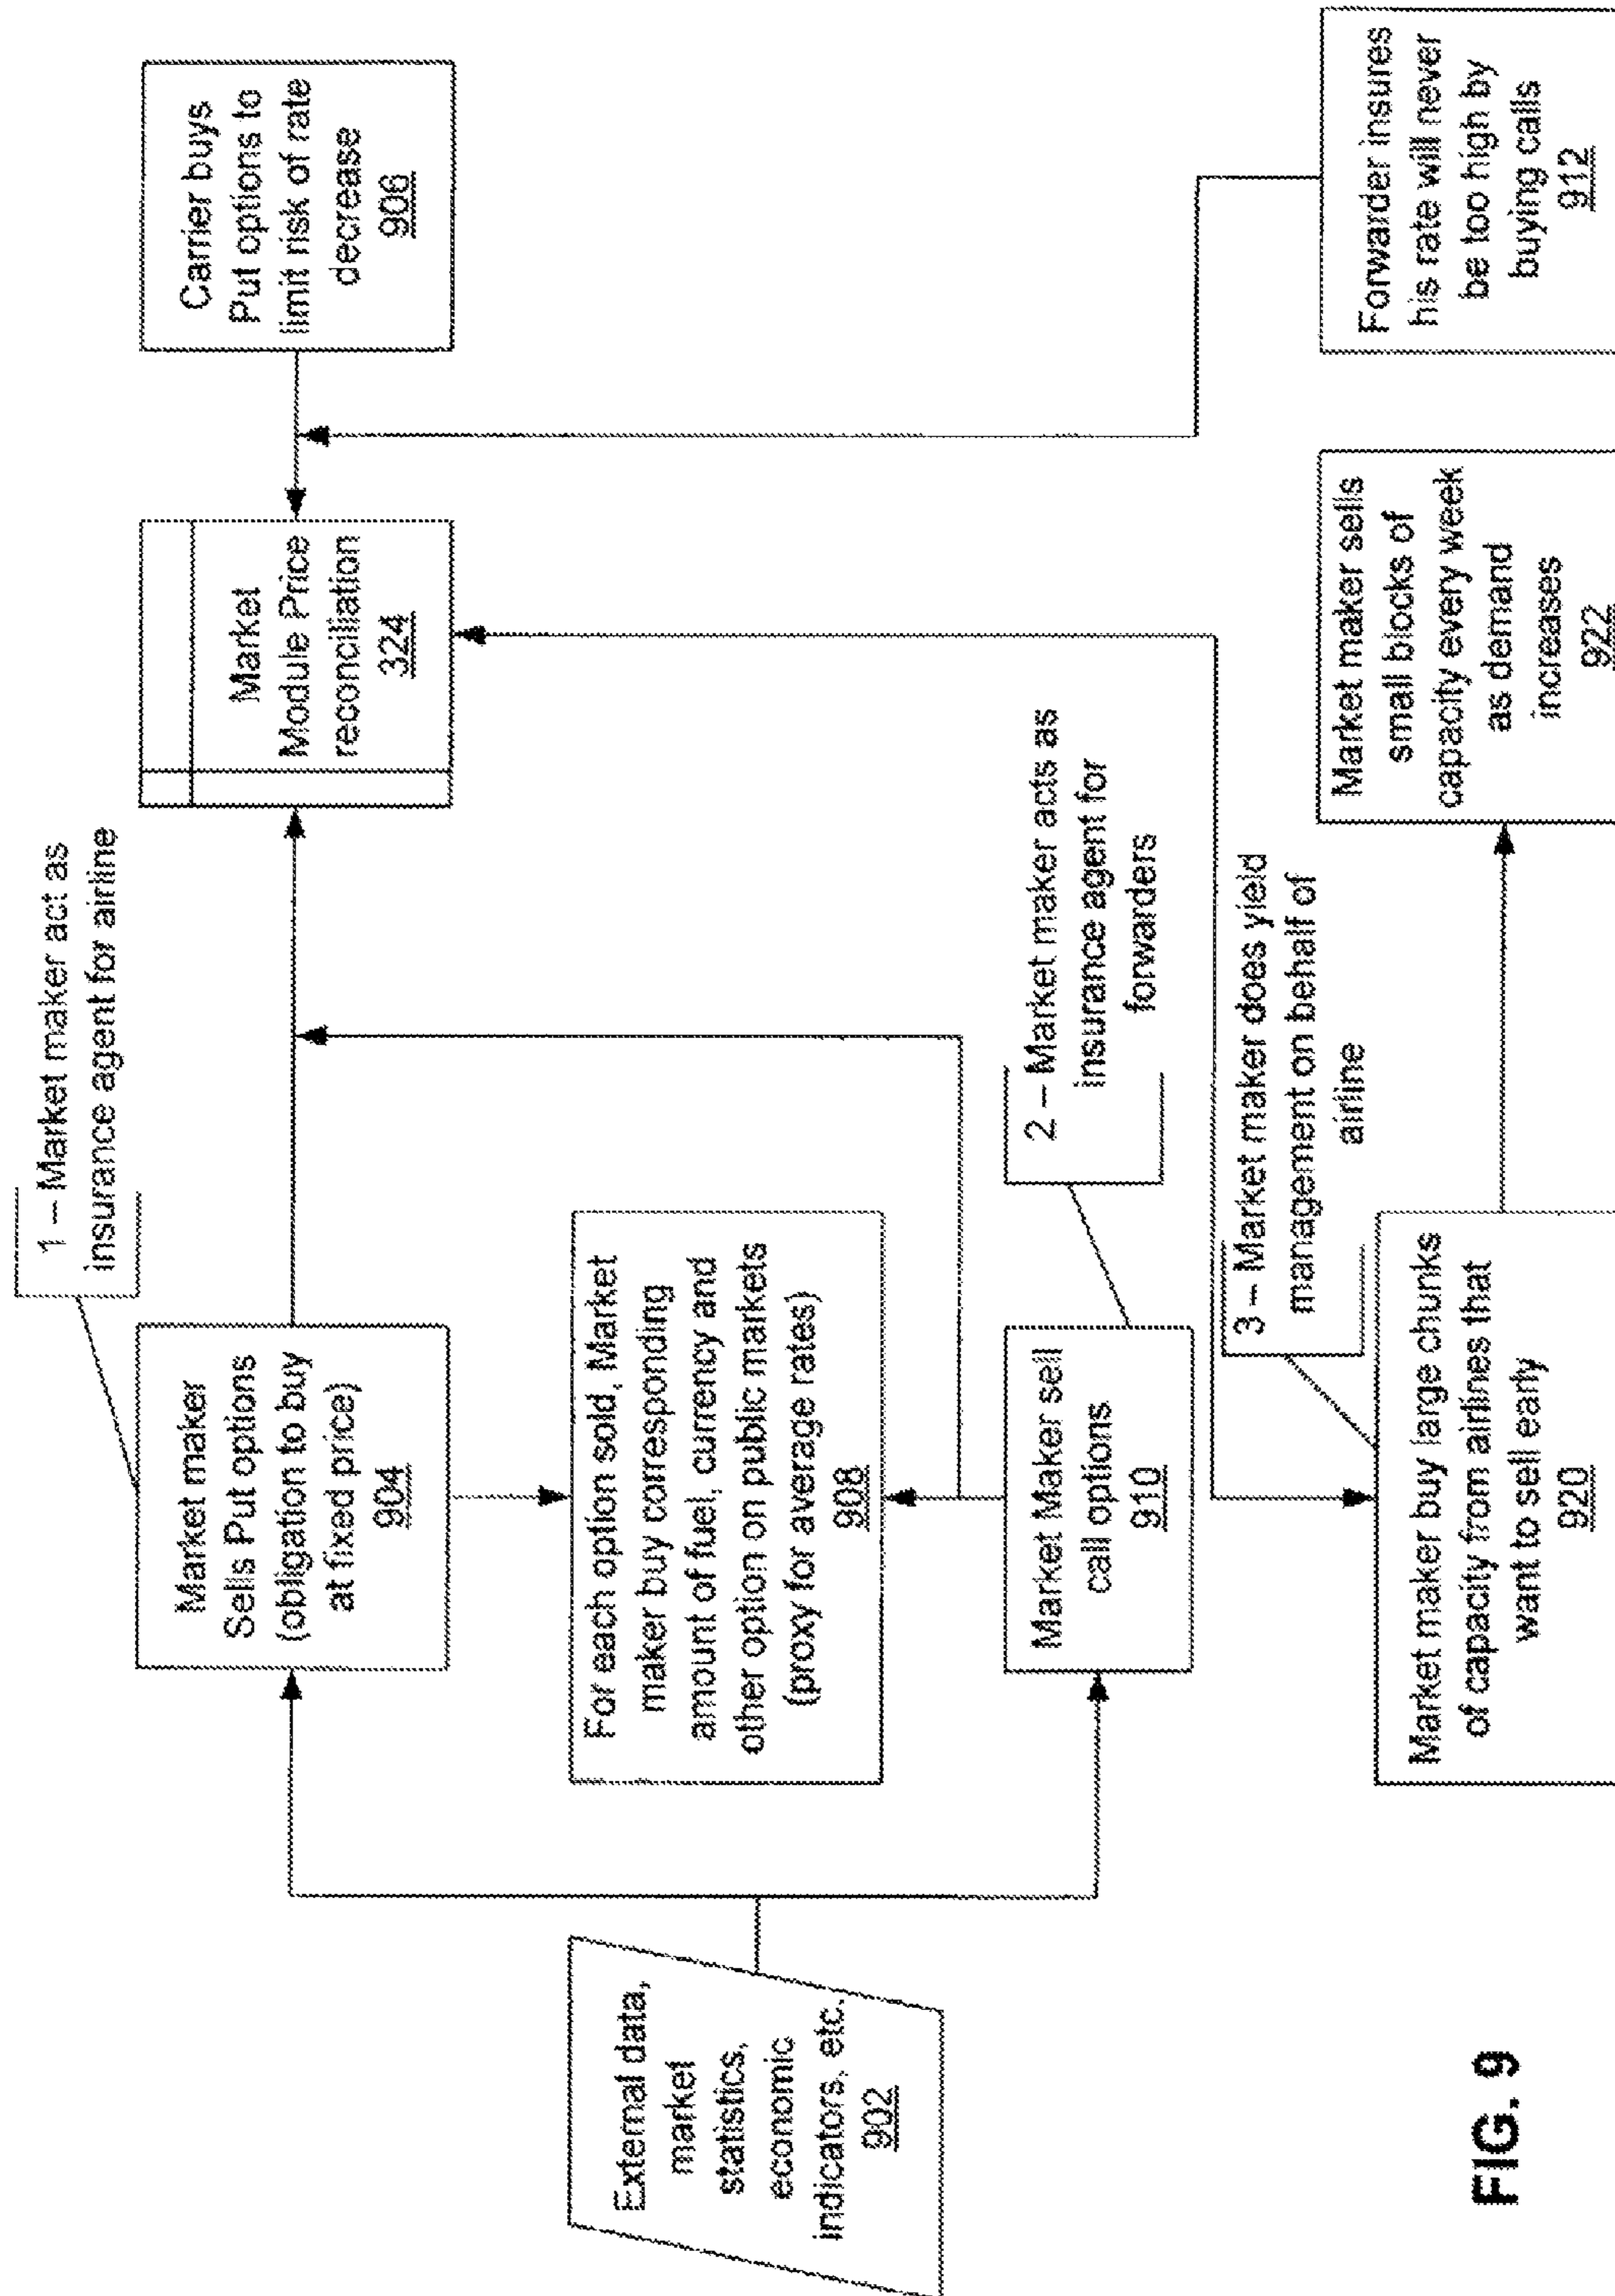 1 – Market maker act as
insurance agent for airline
Market maker
Sells Put options
(obligation to buy
at fixed price)
904
Market
Module Price
reconciliation
324
Carrier buys
Put options to
limit risk of rate
decrease
906
External data,
market
statistics,
economic
indicators, etc.
902
For each option sold, Market
maker buy corresponding
amount of fuel, currency and
other option on public markets
(proxy for average rates)
908
2 – Market maker acts as
insurance agent for
forwarders
Market Maker sell
call options
910
3 – Market maker does yield
management on behalf of
airline
Market maker buy large chunks
of capacity from airlines that
want to sell early
920
Market maker sells
small blocks of
capacity every week
as demand
increases
922
Forwarder insures
his rate will never
be too high by
buying calls
912
FIG. 9